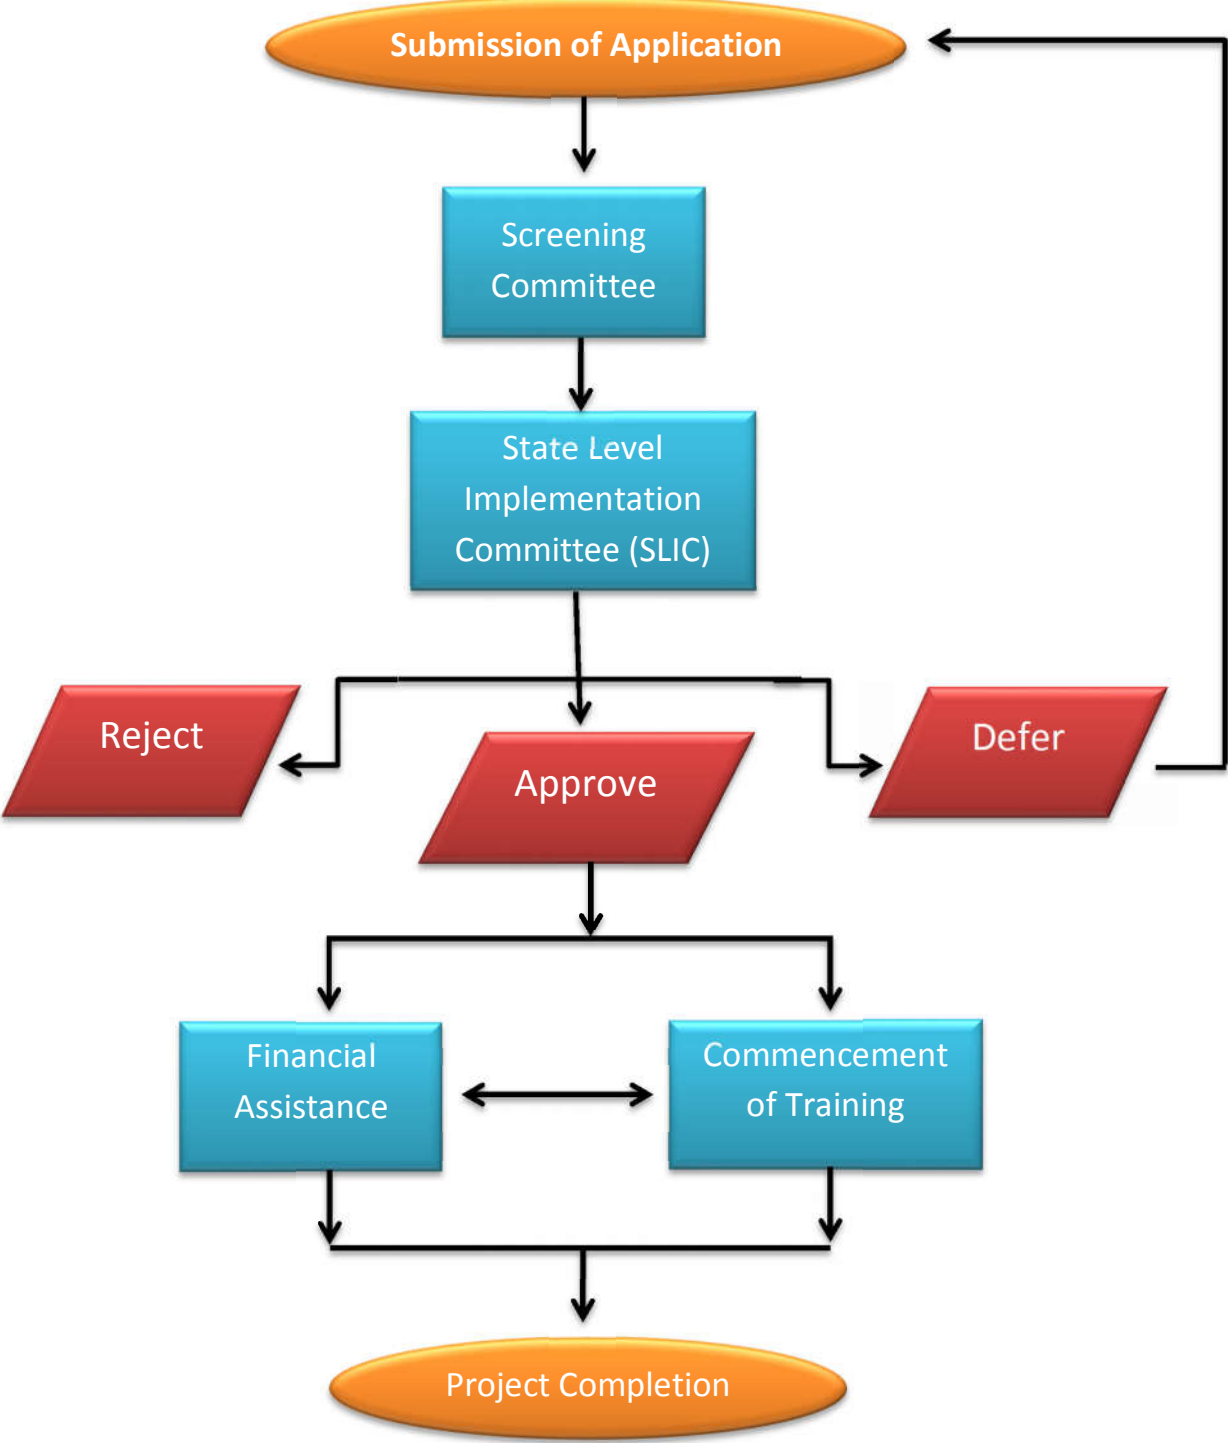 Submission of Application
Screening
Committee
State Level
Implementation
Committee (SLIC)
Reject
Approve
Defer
Financial
Assistance
Commencement
of Training
Project Completion